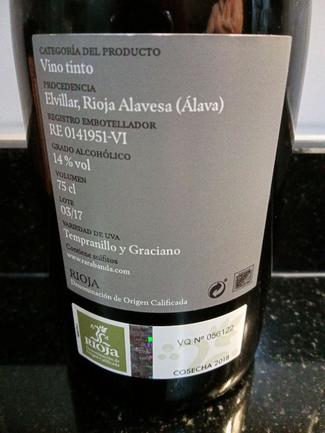 CATEGORÍA DEL PRODUCTO
Vino tinto
PROCEDENCIA
Elvillar, Rioja Alavesa (Álava)
REGISTRO EMBOTELLADOR
RE 0141951-VI
GRADO ALCOHÓLICO
14 % vol
VOLUMEN
75 cl
LOTE
03/17
VARIEDAD DE UVA
Tempranillo y Graciano
Contiene sulfitos
www.rarabanda.com
RIOJA
Denominación de Origen Calificada
RIOJA
VQ Nº 056122
COSECHA 2018